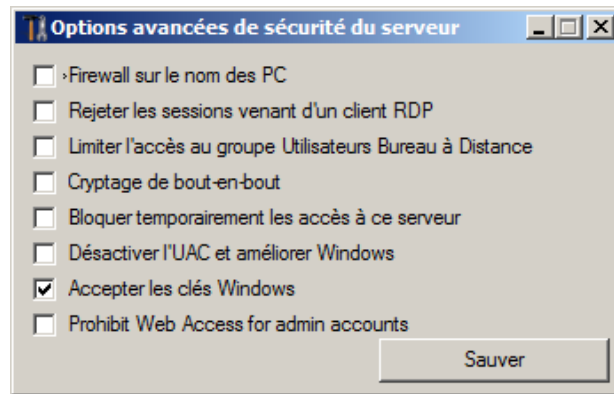 Options avancées de sécurité du serveur
Firewall sur le nom des PC
Rejeter les sessions venant d'un client RDP
Limiter l'accès au groupe Utilisateurs Bureau à Distance
Cryptage de bout-en-bout
Bloquer temporairement les accès à ce serveur
Désactiver l'UAC et améliorer Windows
Accepter les clés Windows
Prohibit Web Access for admin accounts
Sauver